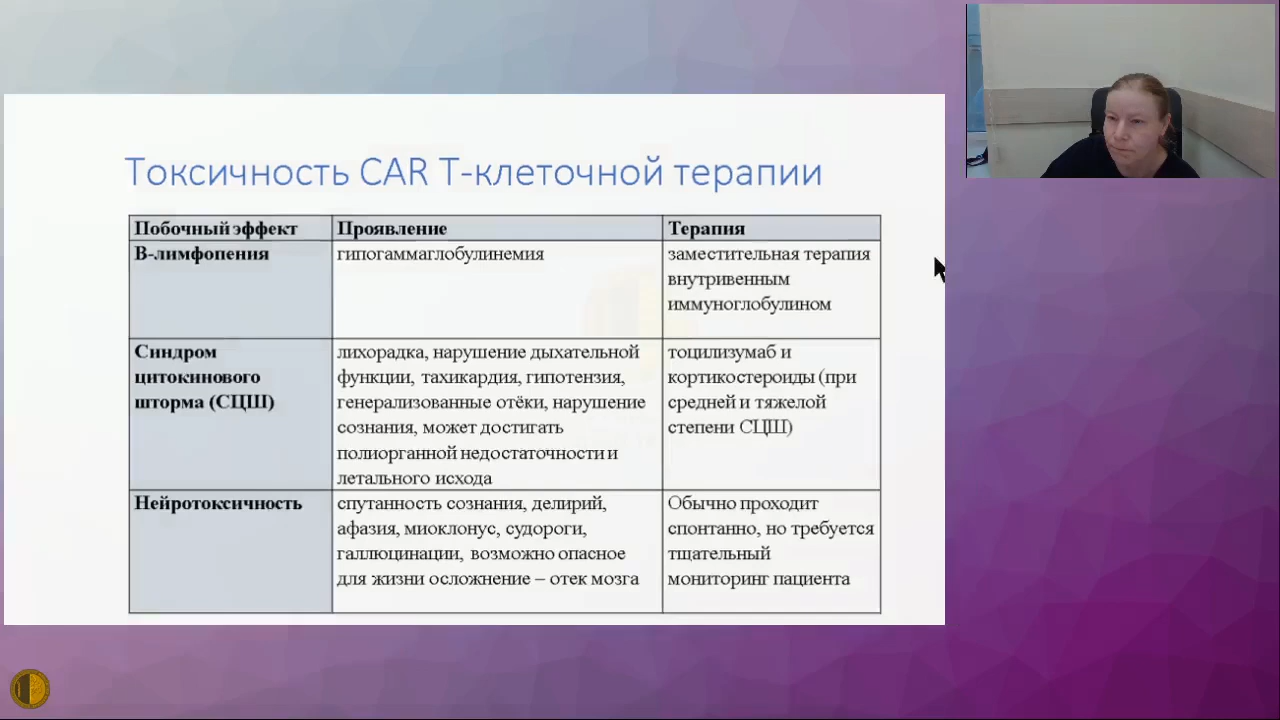 Токсичность CAR Т-клеточной терапии
Побочный эффект
Проявление
Терапия
В-лимфопения
гипогаммаглобулинемия
заместительная терапия
внутривенным
иммуноглобулином
Синдром
цитокинового
шторма (СЦШ)
лихорадка, нарушение дыхательной
функции, тахикардия, гипотензия,
генерализованные отёки, нарушение
сознания, может достигать
полиорганной недостаточности и
летального исхода
тоцилизумаб и
кортикостероиды (при
средней и тяжелой
степени СЦШ)
Нейротоксичность
спутанность сознания, делирий,
афазия, миоклонус, судороги,
галлюцинации, возможно опасное
для жизни осложнение – отек мозга
Обычно проходит
спонтанно, но требуется
тщательный
мониторинг пациента